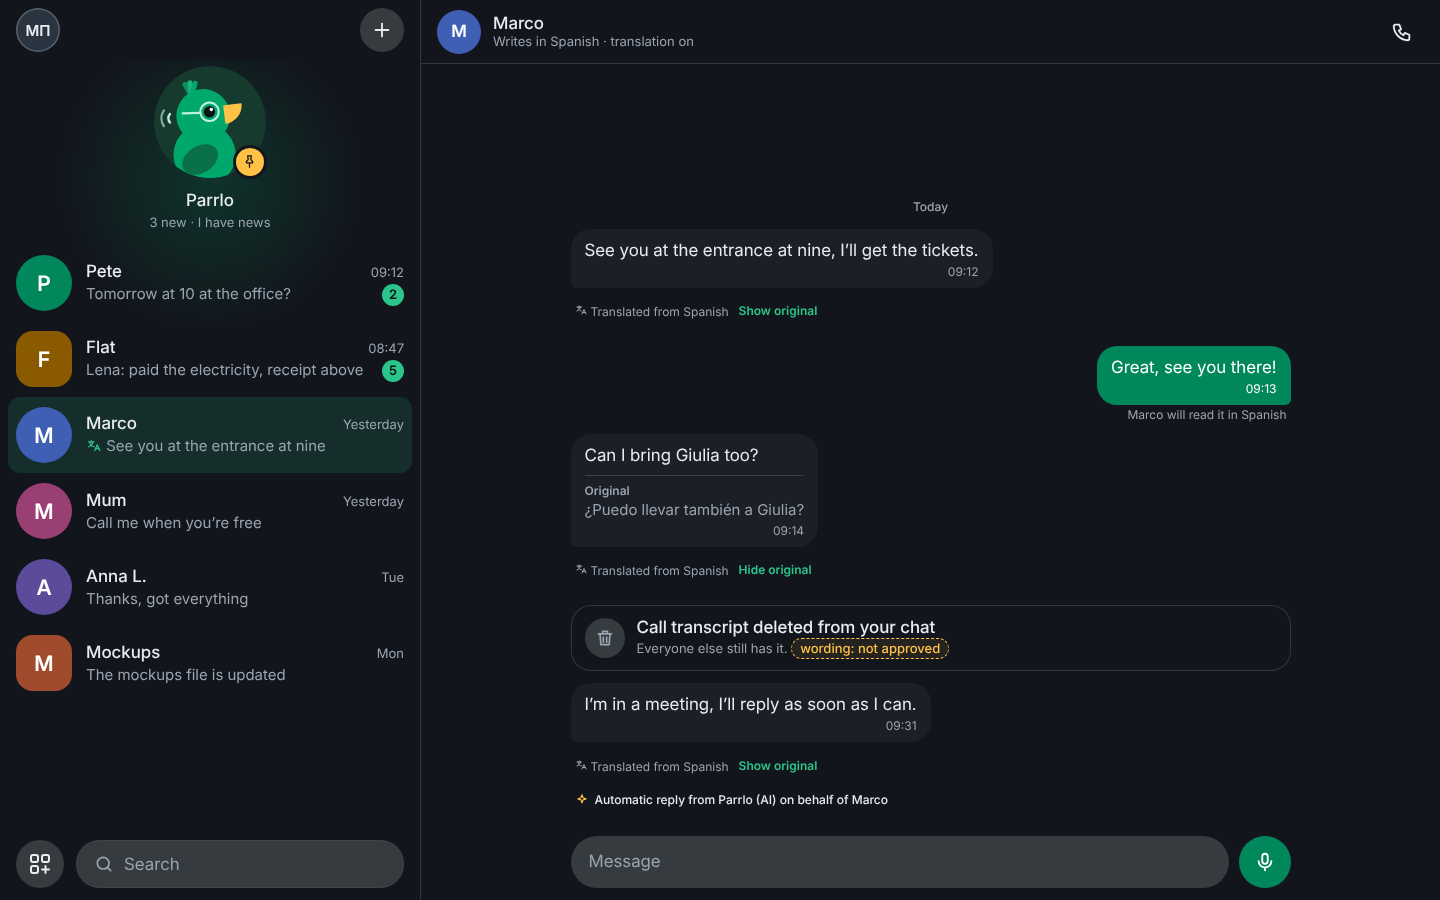 МП
Parrlo
3 new · I have news
Pete
09:12
Tomorrow at 10 at the office?
2
Flat
08:47
Lena: paid the electricity, receipt above
5
Marco
Yesterday
See you at the entrance at nine
Mum
Yesterday
Call me when you’re free
Anna L.
Tue
Thanks, got everything
Mockups
Mon
The mockups file is updated
Search
P
F
M
M
A
M
M
Marco
Writes in Spanish · translation on
Today
See you at the entrance at nine, I’ll get the tickets.
09:12
Translated from Spanish Show original
Great, see you there!
09:13
Marco will read it in Spanish
Can I bring Giulia too?
Original
¿Puedo llevar también a Giulia?
09:14
Translated from Spanish Hide original
Call transcript deleted from your chat
Everyone else still has it. wording: not approved
I’m in a meeting, I’ll reply as soon as I can.
09:31
Translated from Spanish Show original
Automatic reply from Parrlo (AI) on behalf of Marco
Message